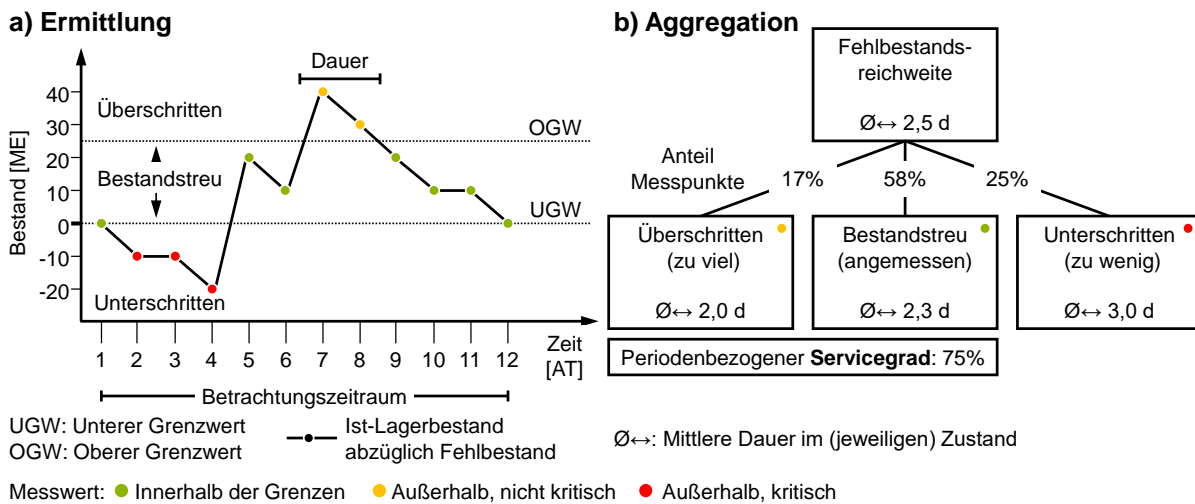 a) Ermittlung
Dauer
Bestand [ME]
40
30
20
10
0
-10
-20
Überschritten
Bestandstreu
Unterschritten
OGW
UGW
1 2 3 4 5 6 7 8 9 10 11 12
Zeit
[AT]
Betrachtungszeitraum
b) Aggregation
Fehlbestands-
reichweite
Ø↔ 2,5 d
Anteil
Messpunkte
17% 58% 25%
Überschritten
(zu viel)
Ø↔ 2,0 d
Bestandstreu
(angemessen)
Ø↔ 2,3 d
Unterschritten
(zu wenig)
Ø↔ 3,0 d
Periodenbezogener Servicegrad: 75%
UGW: Unterer Grenzwert
OGW: Oberer Grenzwert
Ist-Lagerbestand
abzüglich Fehlbestand
Ø↔: Mittlere Dauer im (jeweiligen) Zustand
Messwert: Innerhalb der Grenzen Außerhalb, nicht kritisch Außerhalb, kritisch